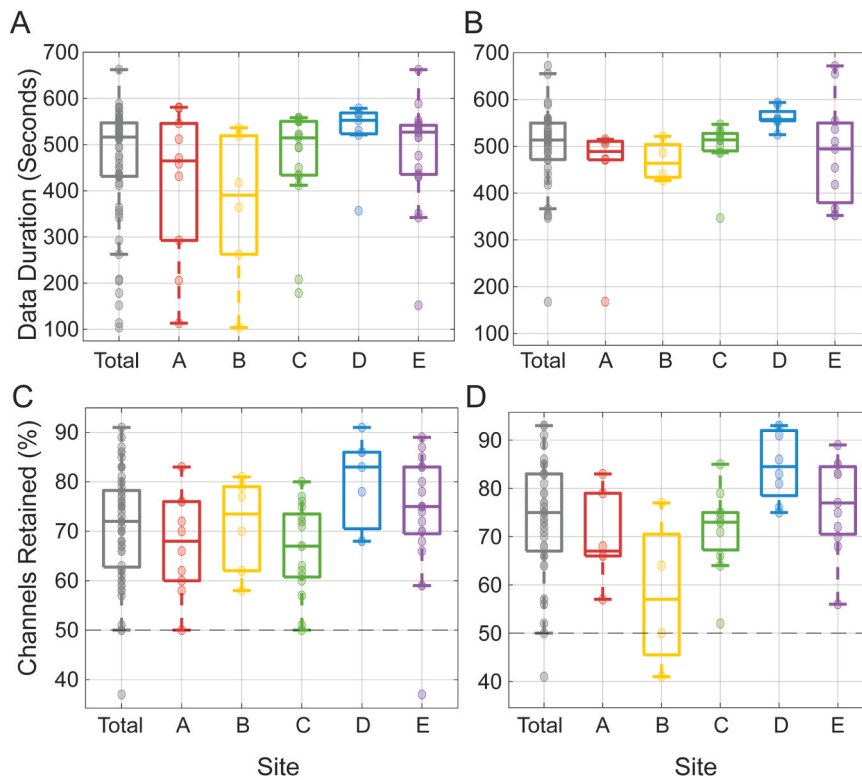 A
B
Data Duration (Seconds)
700
600
500
400
300
200
100
Total A B C D E
700
600
500
400
300
200
100
Total A B C D E
C
D
Channels Retained (%)
90
80
70
60
50
40
Total A B C D E
90
80
70
60
50
40
Total A B C D E
Site
Site